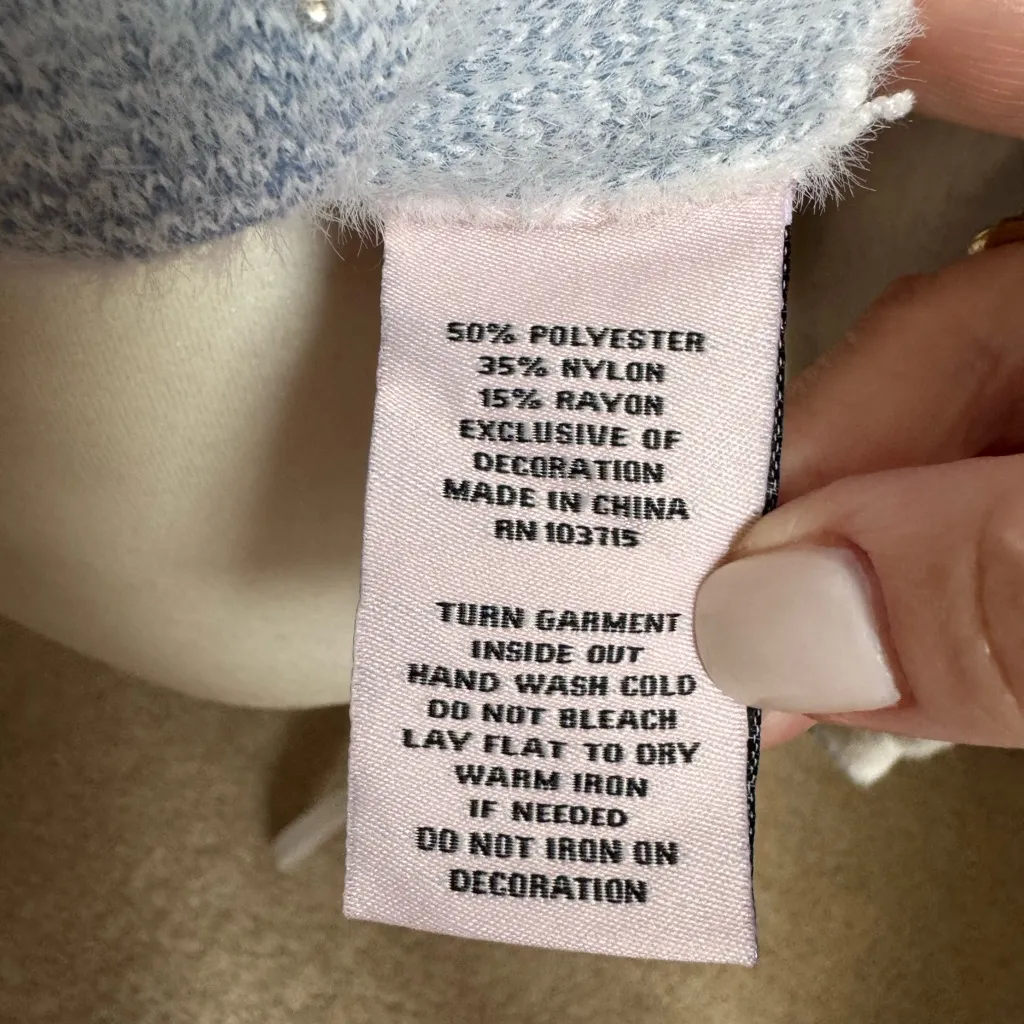 50% POLYESTER
35% NYLON
15% RAYON
EXCLUSIVE OF
DECORATION
MADE IN CHINA
RN 103715
TURN GARMENT
INSIDE OUT
HAND WASH COLD
DO NOT BLEACH
LAY FLAT TO DRY
WARM IRON
IF NEEDED
DO NOT IRON ON
DECORATION